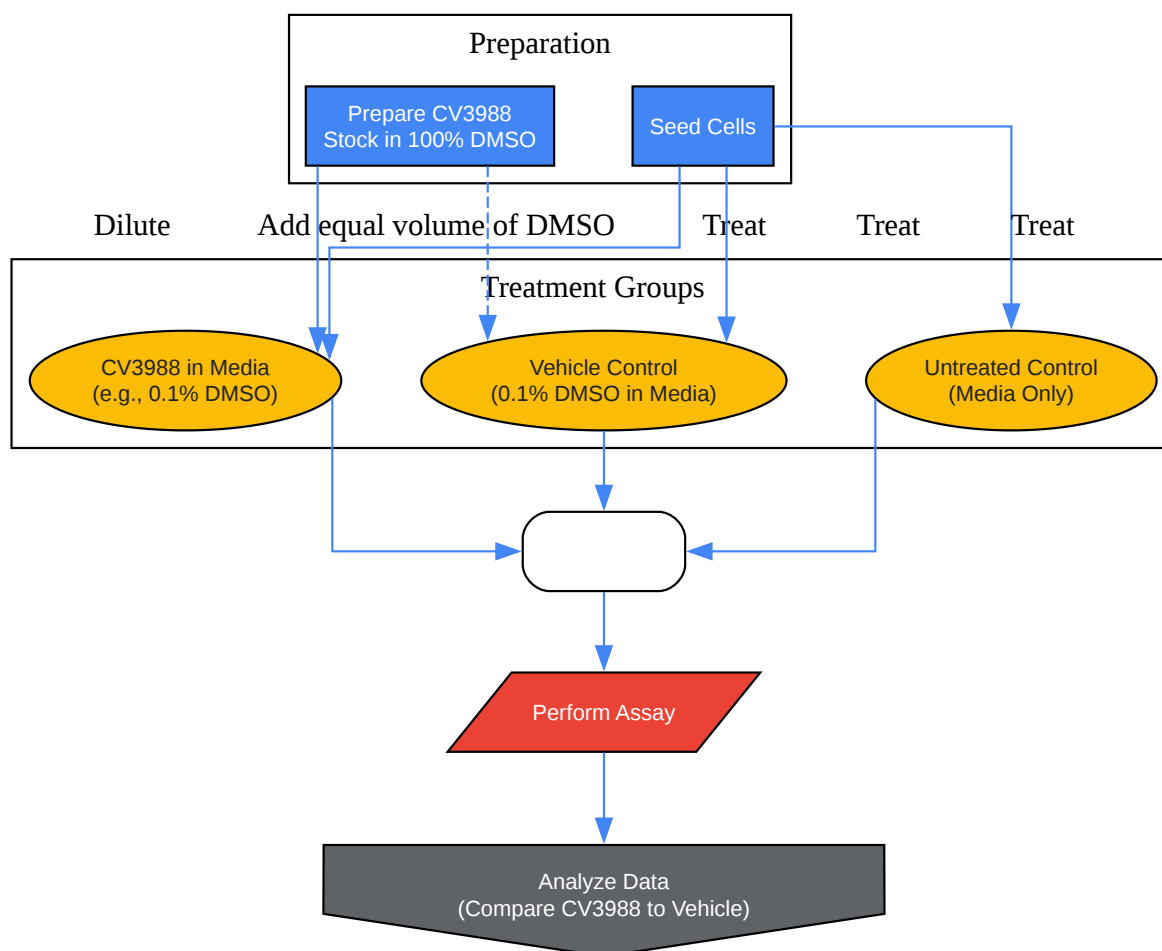 Preparation
Prepare CV3988
Stock in 100% DMSO
Seed Cells
Dilute
Add equal volume of DMSO
Treat
Treat
Treat
Treatment Groups
CV3988 in Media
(e.g., 0.1% DMSO)
Vehicle Control
(0.1% DMSO in Media)
Untreated Control
(Media Only)
Perform Assay
Analyze Data
(Compare CV3988 to Vehicle)